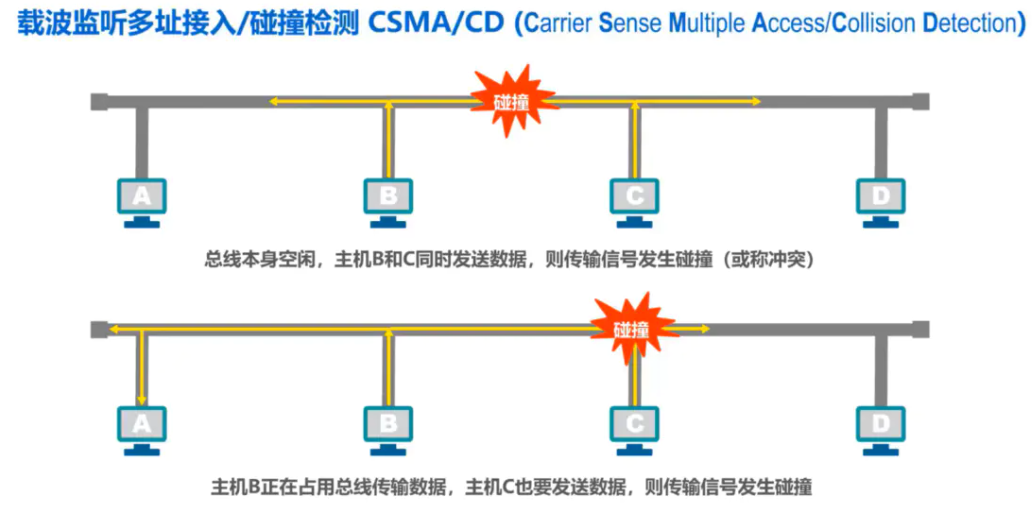 载波监听多址接入/碰撞检测 CSMA/CD (Carrier Sense Multiple Access/Collision Detection)
碰撞
A B C D
总线本身空闲，主机B和C同时发送数据，则传输信号发生碰撞（或称冲突）
碰撞
A B C D
主机B正在占用总线传输数据，主机C也要发送数据，则传输信号发生碰撞